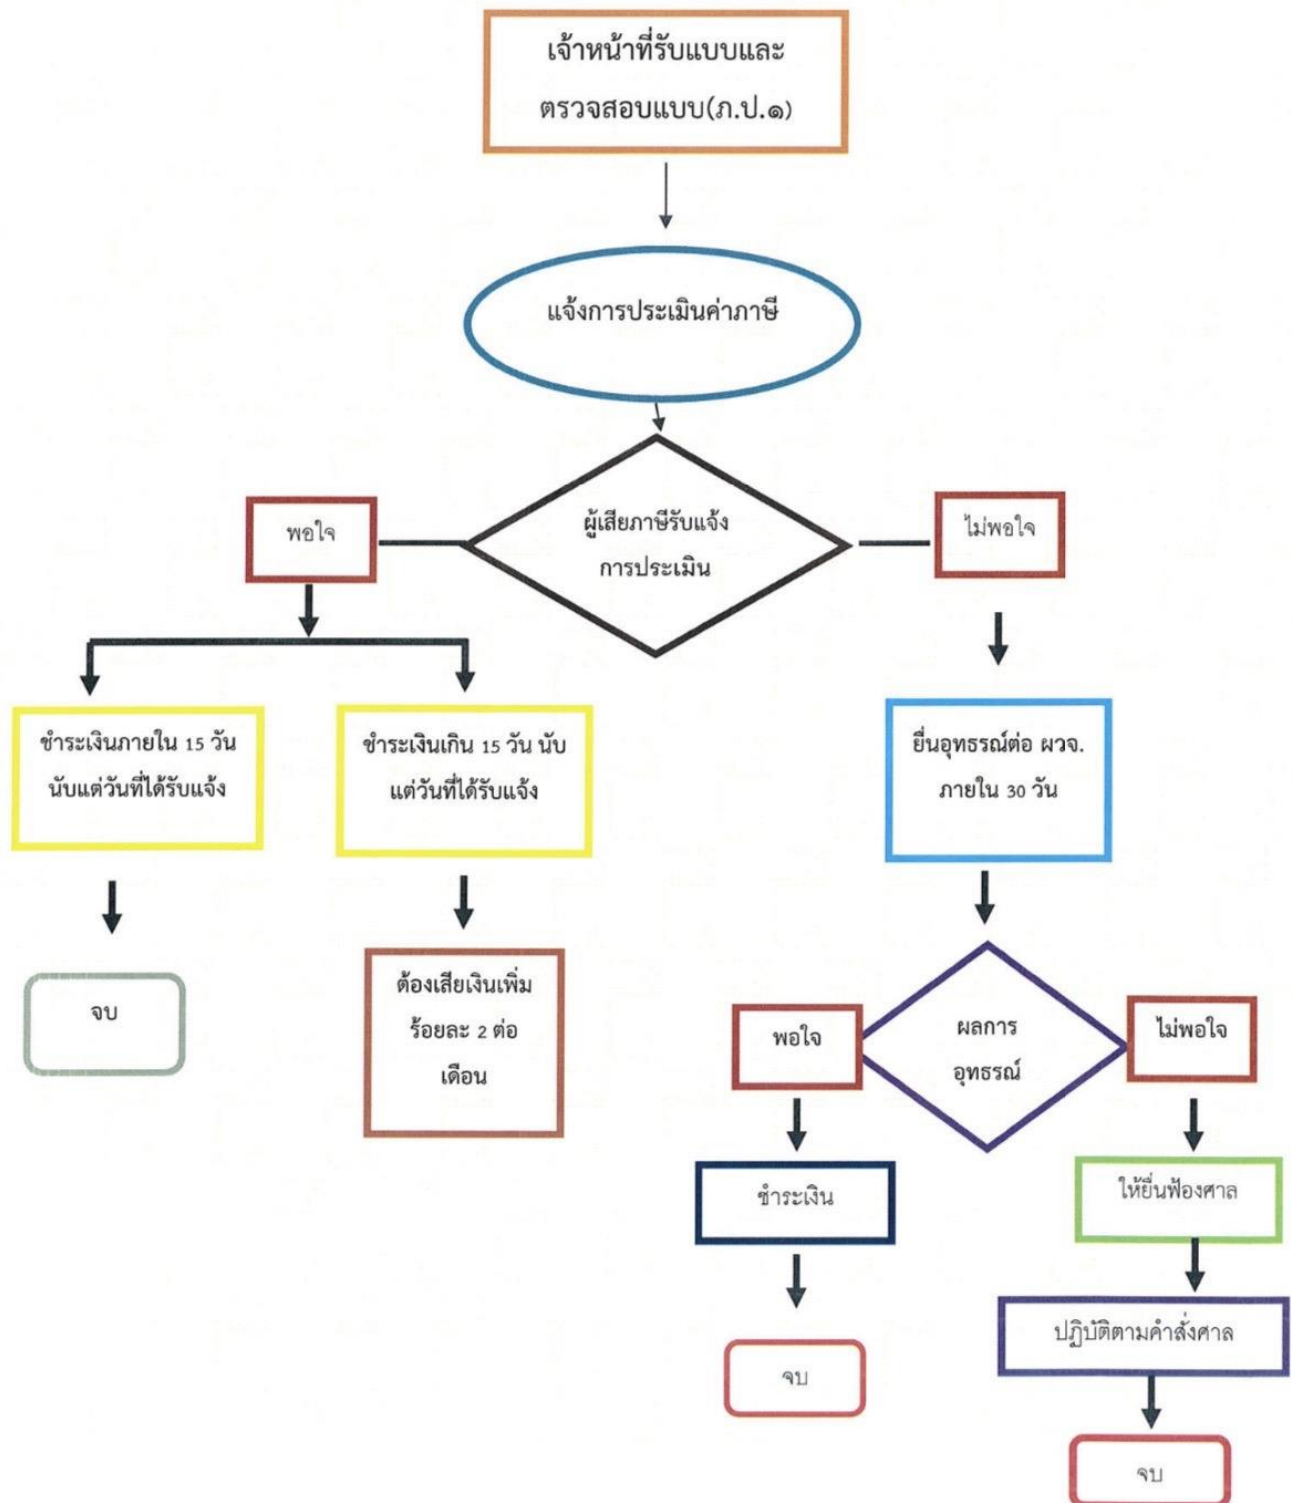 เจ้าหน้าที่รับแบบและ
ตรวจสอบแบบ(ภ.ป.๑)
แจ้งการประเมินค่าภาษี
ผู้เสียภาษีรับแจ้ง
การประเมิน
พอใจ
ไม่พอใจ
ชำระเงินภายใน 15 วัน
นับแต่วันที่ได้รับแจ้ง
ชำระเงินเกิน 15 วัน นับ
แต่วันที่ได้รับแจ้ง
ยื่นอุทธรณ์ต่อ ผวจ.
ภายใน 30 วัน
จบ
ต้องเสียเงินเพิ่ม
ร้อยละ 2 ต่อ
เดือน
พอใจ
ผลการ
อุทธรณ์
ไม่พอใจ
ชำระเงิน
ให้ยื่นฟ้องศาล
ปฏิบัติตามคำสั่งศาล
จบ
จบ